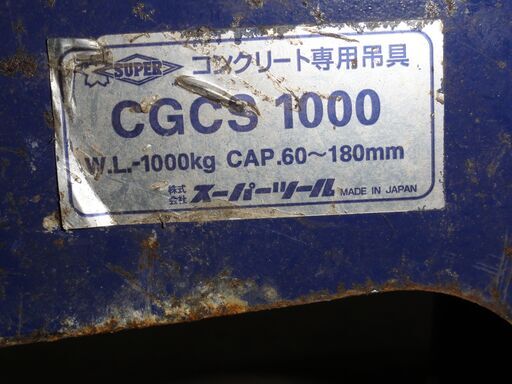 SUPER コンクリート専用吊具
CGCS 1000
W.L.-1000kg CAP.60～180mm
株式会社 スーパーツール MADE IN JAPAN